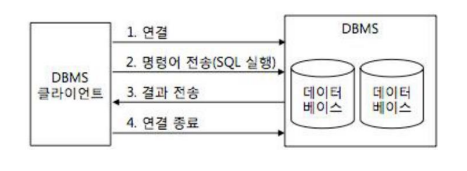 DBMS
클라이언트
1. 연결
2. 명령어 전송(SQL 실행)
3. 결과 전송
4. 연결 종료
DBMS
데이터
베이스
데이터
베이스